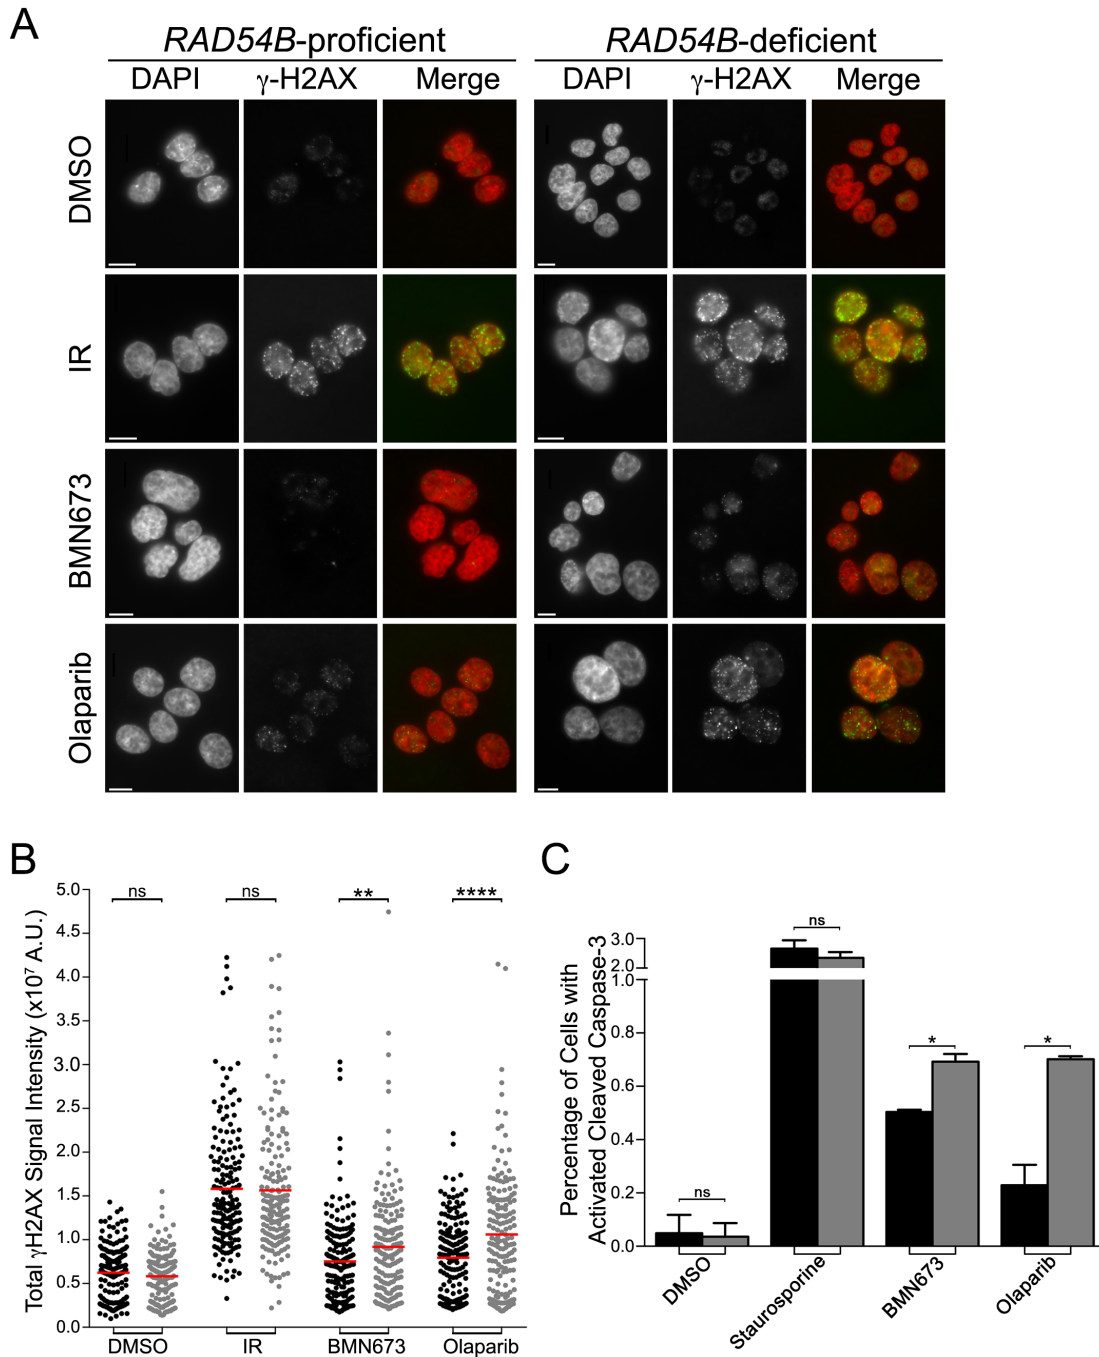 A
RAD54B-proficient
RAD54B-deficient
DAPI γ-H2AX Merge
DAPI γ-H2AX Merge
DMSO
IR
BMN673
Olaparib
B
Total γH2AX Signal Intensity (x10⁷ A.U.)
5.0
4.5
4.0
3.5
3.0
2.5
2.0
1.5
1.0
0.5
0.0
ns
ns
**
****
DMSO
IR
BMN673
Olaparib
C
Percentage of Cells with
Activated Cleaved Caspase-3
3.0
2.0
1.0
0.8
0.6
0.4
0.2
0.0
ns
ns
*
*
DMSO
Staurosporine
BMN673
Olaparib